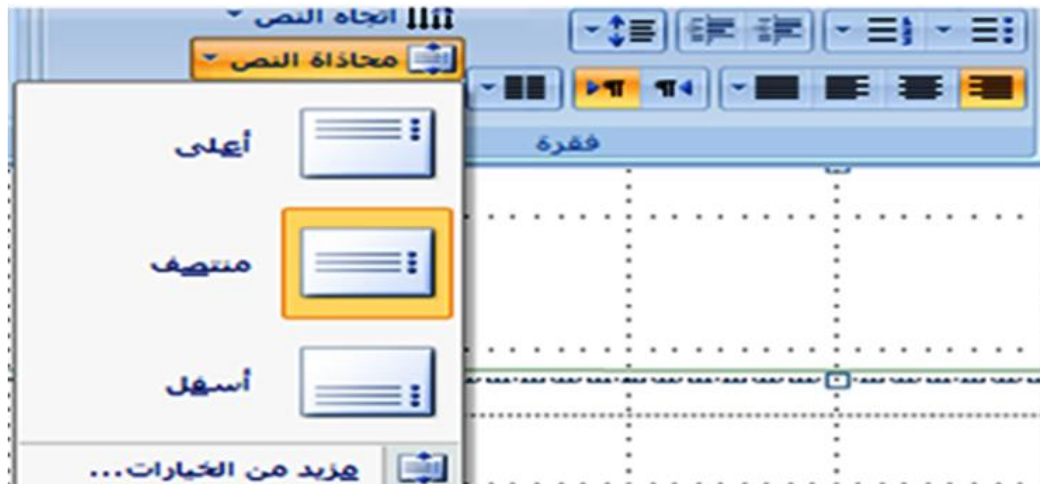 اتجاه النص
محاذاة النص
فقرة
أعلى
منتصف
أسفل
مزيد من الخيارات...